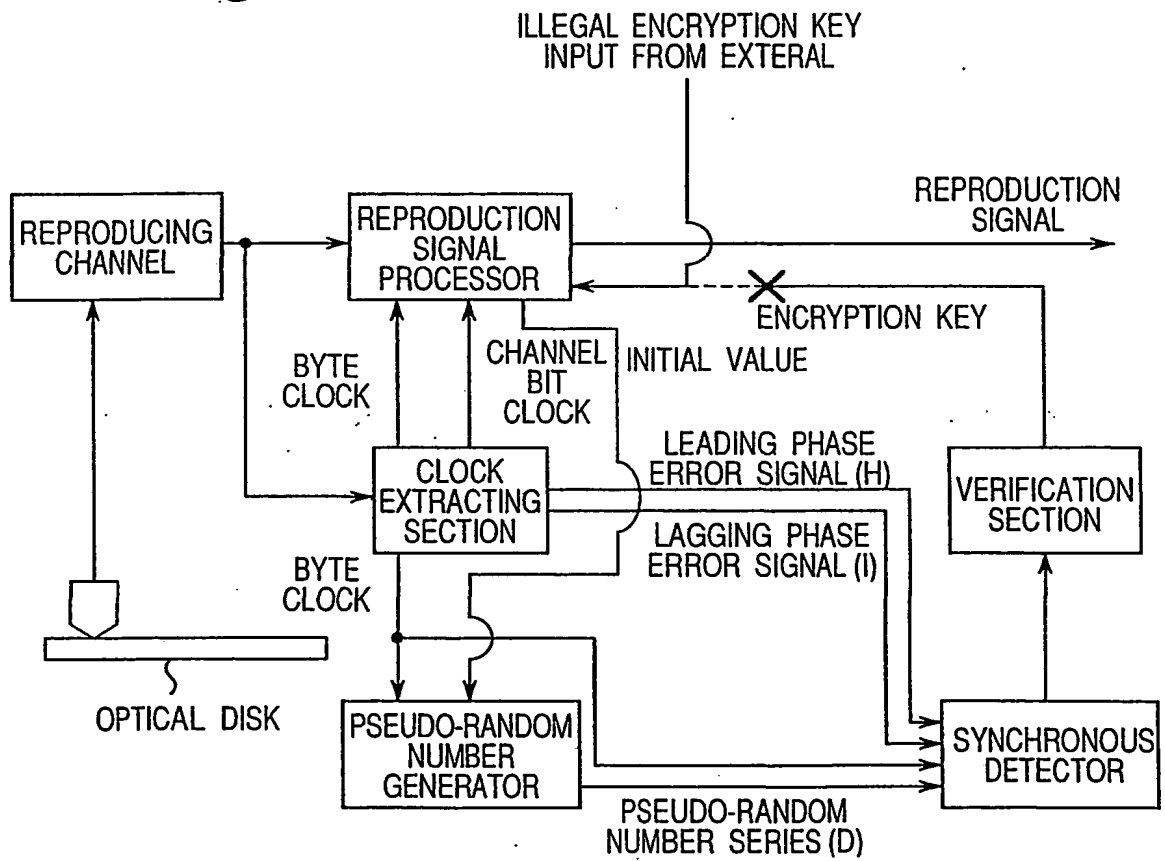 ILLEGAL ENCRYPTION KEY
INPUT FROM EXTERAL
REPRODUCING
CHANNEL
REPRODUCTION
SIGNAL
PROCESSOR
REPRODUCTION
SIGNAL
ENCRYPTION KEY
BYTE
CLOCK
CHANNEL
BIT
CLOCK
INITIAL VALUE
CLOCK
EXTRACTING
SECTION
LEADING PHASE
ERROR SIGNAL (H)
LAGGING PHASE
ERROR SIGNAL (I)
VERIFICATION
SECTION
BYTE
CLOCK
OPTICAL DISK
PSEUDO-RANDOM
NUMBER
GENERATOR
PSEUDO-RANDOM
NUMBER SERIES (D)
SYNCHRONOUS
DETECTOR